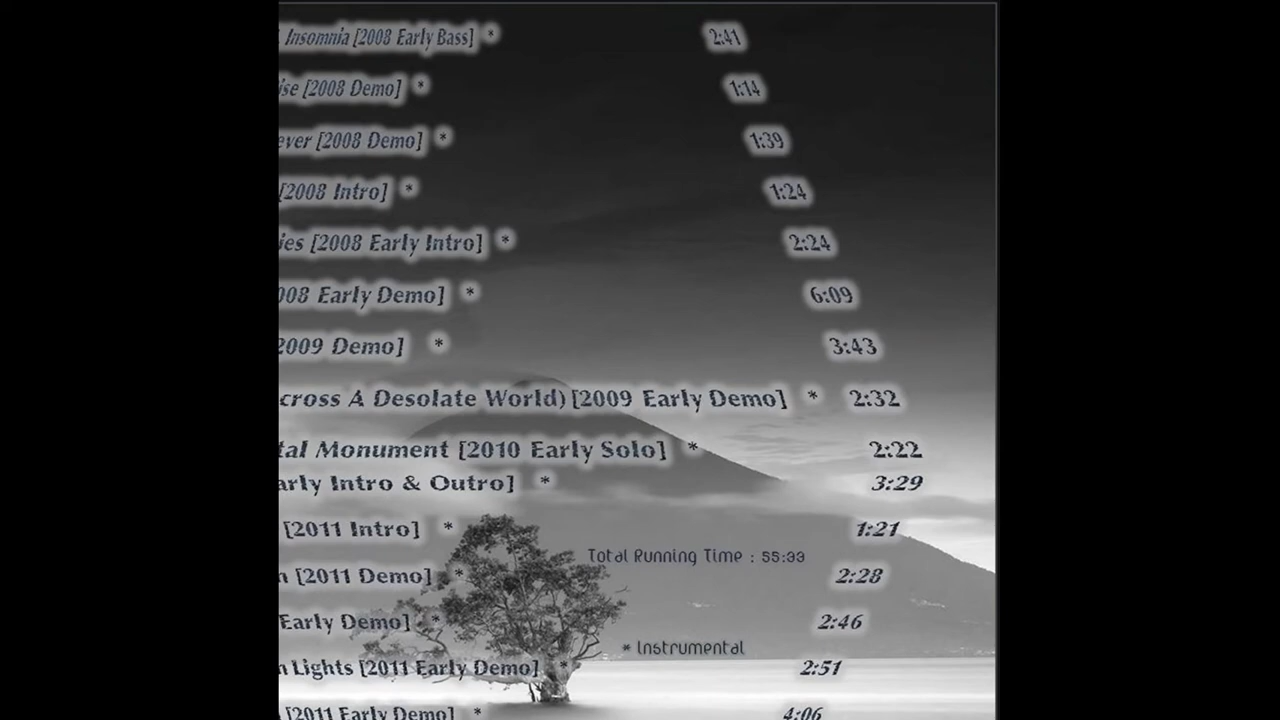 Insomnia [2008 Early Bass] * 2:41
ise [2008 Demo] * 1:14
ever [2008 Demo] * 1:39
[2008 Intro] * 1:24
ies [2008 Early Intro] * 2:24
008 Early Demo] * 6:09
2009 Demo] * 3:43
cross A Desolate World) [2009 Early Demo] * 2:32
tal Monument [2010 Early Solo] * 2:22
arly Intro & Outro] * 3:29
[2011 Intro] * 1:21
Total Running Time : 55:33
n [2011 Demo] * 2:28
Early Demo] * 2:46
* Instrumental
n Lights [2011 Early Demo] * 2:51
[2011 Early Demo] * 4:06